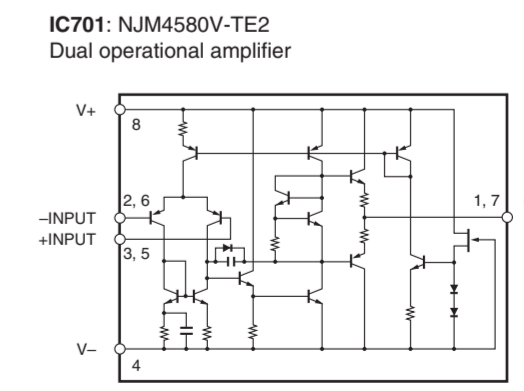 IC701: NJM4580V-TE2
Dual operational amplifier
V+
8
2, 6
1, 7
–INPUT
+INPUT
3, 5
V–
4